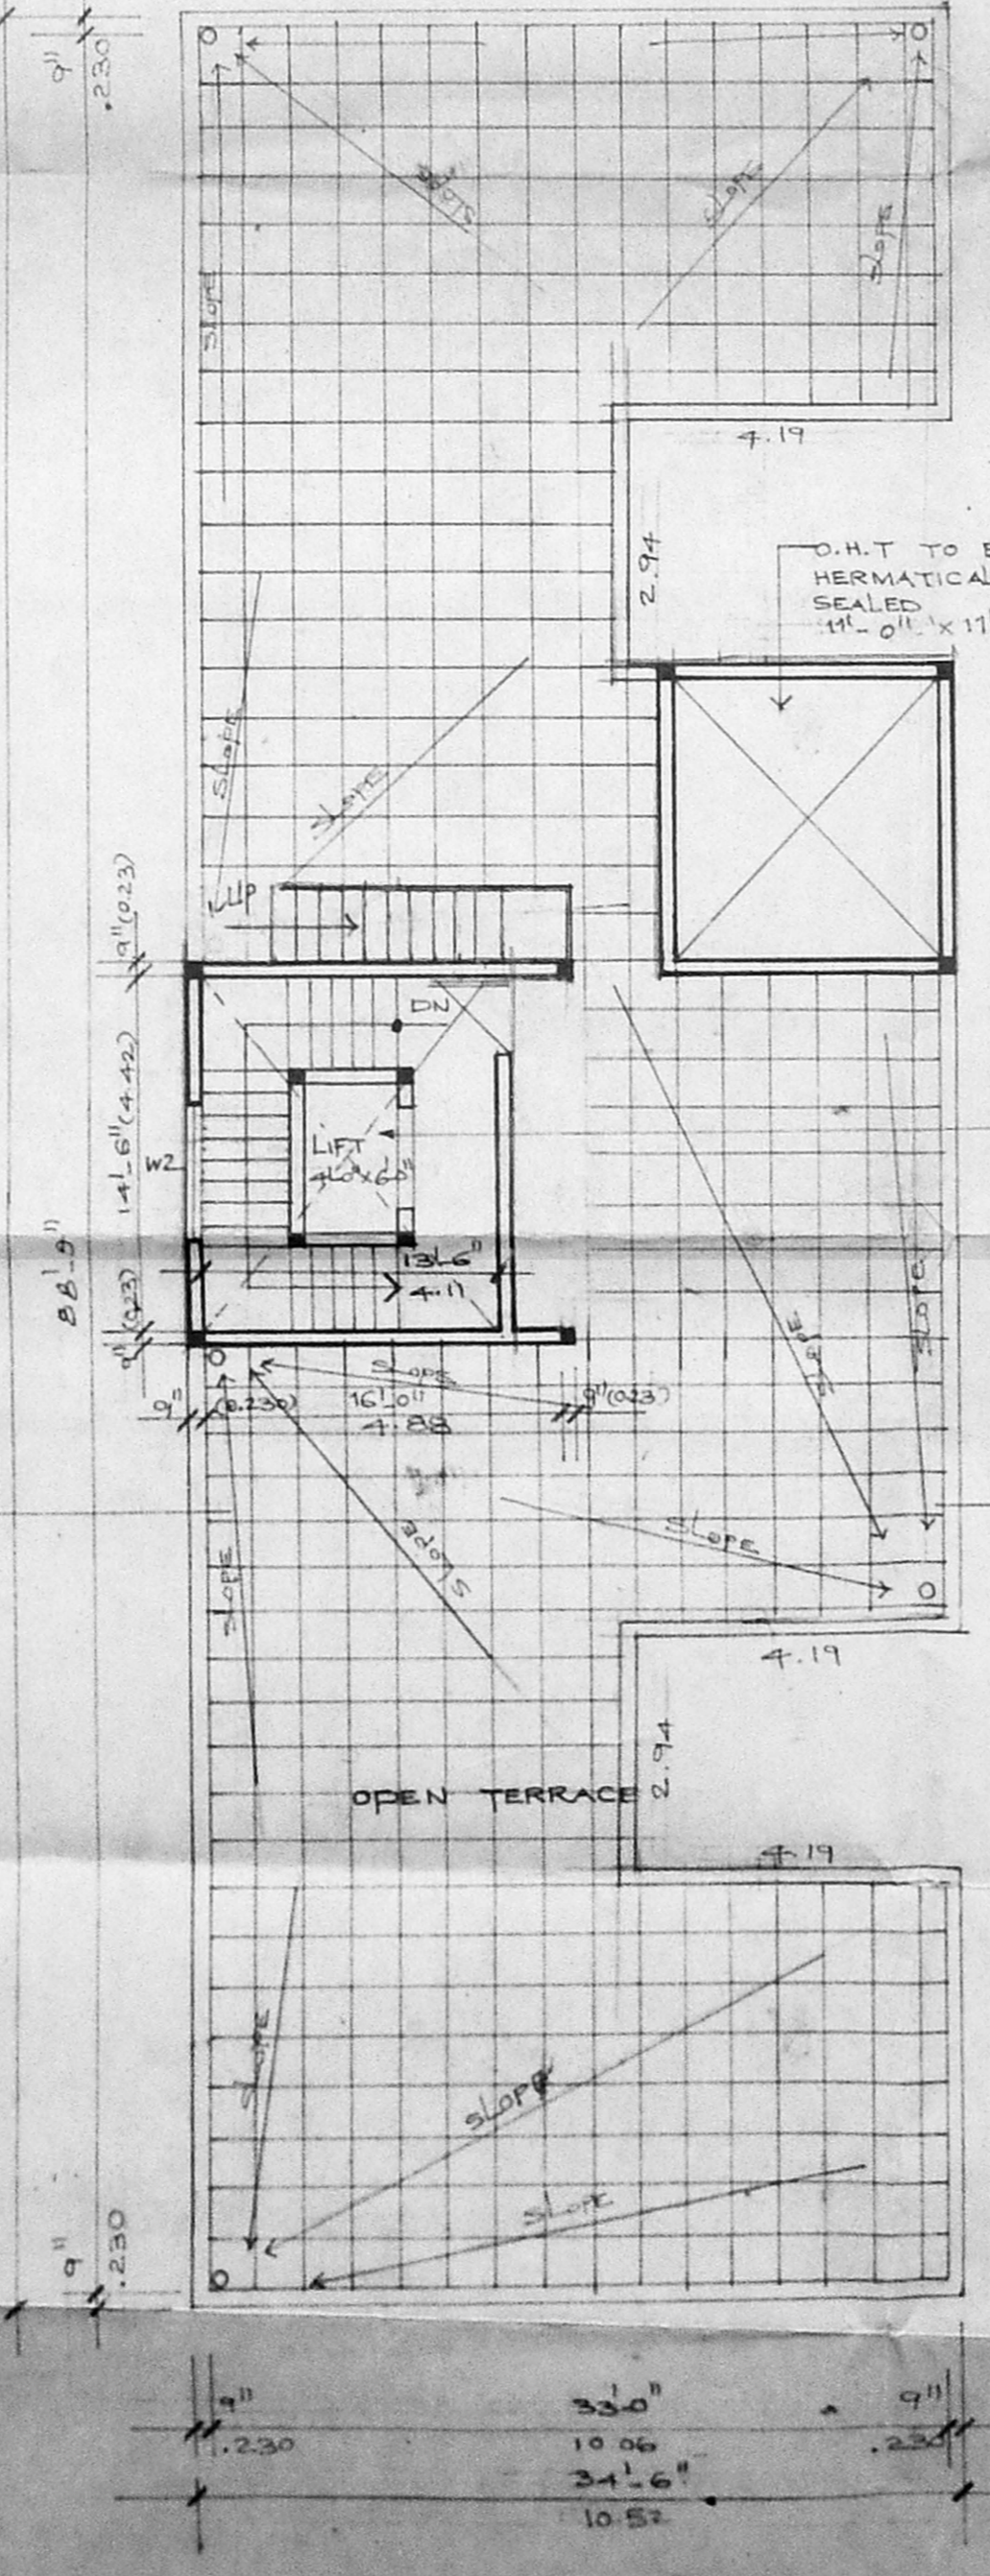 9"
.230
SLOPE
SLOPE
SLOPE
SLOPE
4.19
2.94
O.H.T TO
HERMATICAL
SEALED
11'-0" x 11'
SLOPE
SLOPE
9"(0.23)
UP
DN
14'-6"(4.42)
W2
LIFT
4'-0"x6'0"
88'-9"
13'-6"
4.11
9"(0.23)
SLOPE
SLOPE
SLOPE
9"
(0.230)
16'-0"
4.88
9"(0.23)
SLOPE
SLOPE
SLOPE
4.19
2.94
OPEN TERRACE
4.19
SLOPE
SLOPE
SLOPE
9"
.230
9"
33'-0"
9"
.230
10.06
.230
34'-6"
10.52